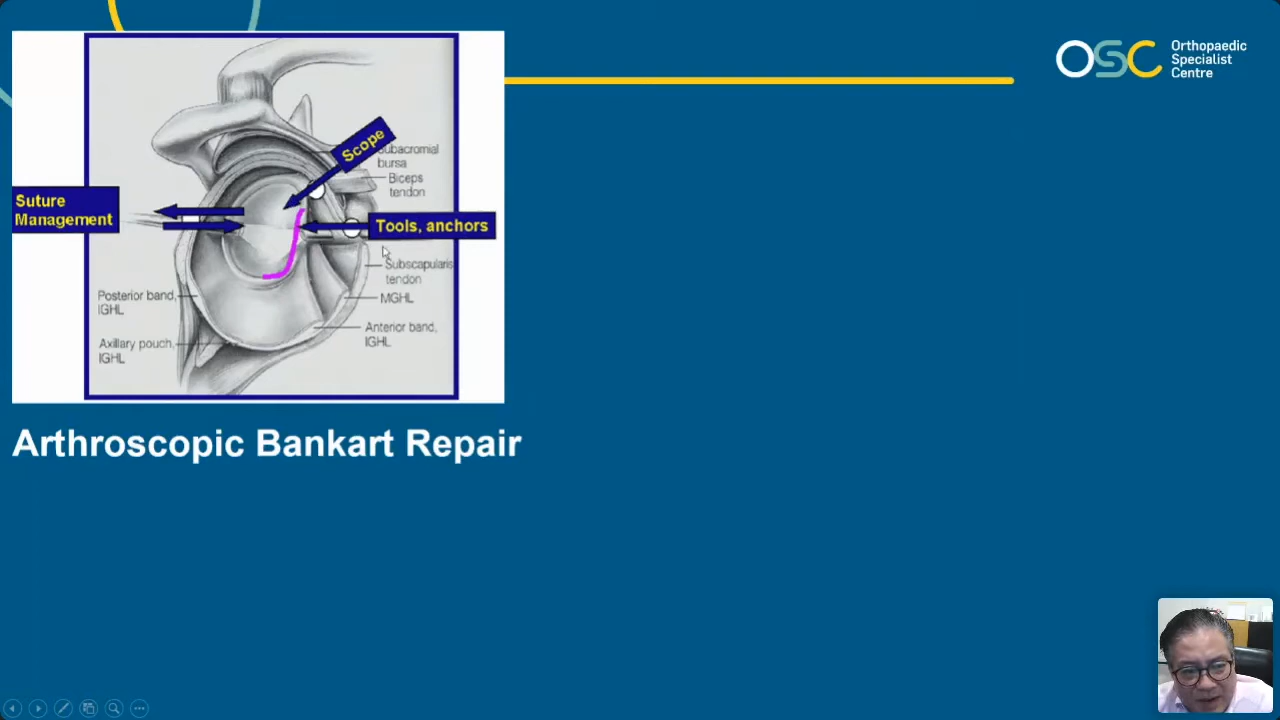 Orthopaedic
OSC Specialist
Centre
Scope
Subacromial
bursa
Biceps
tendon
Suture
Management
Tools, anchors
Subscapularis
tendon
MGHL
Posterior band,
IGHL
Anterior band,
IGHL
Axillary pouch,
IGHL
Arthroscopic Bankart Repair